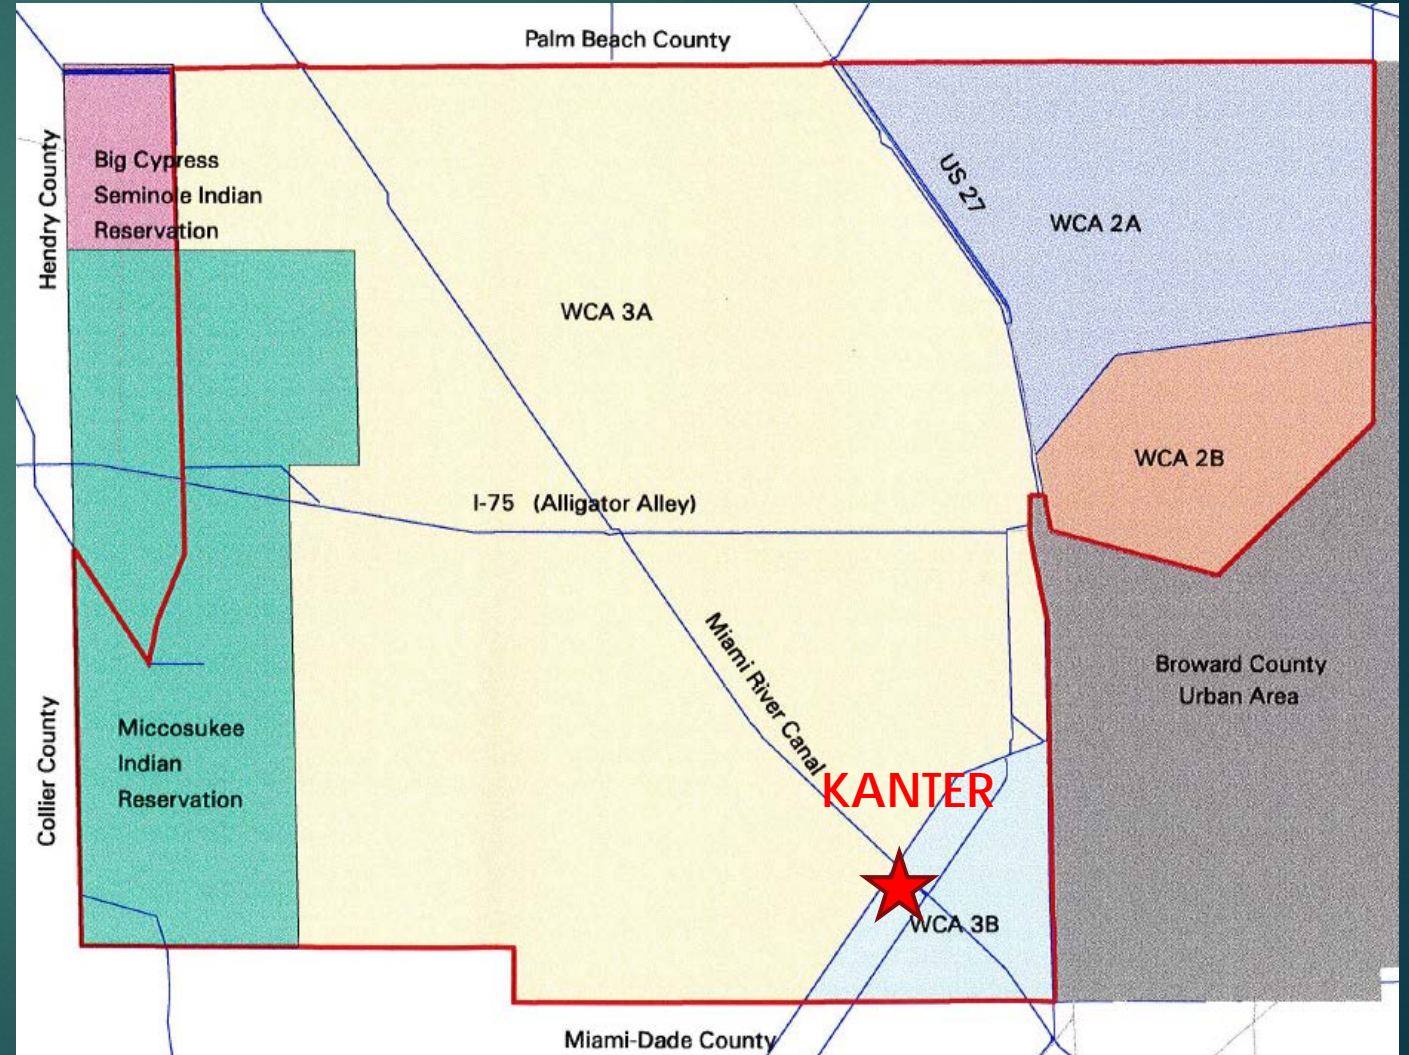 Palm Beach County
Hendry County
Big Cypress
Seminole Indian
Reservation
US 27
WCA 2A
WCA 3A
WCA 2B
I-75 (Alligator Alley)
Miami River Canal
Broward County
Urban Area
Collier County
Miccosukee
Indian
Reservation
KANTER
WCA 3B
Miami-Dade County